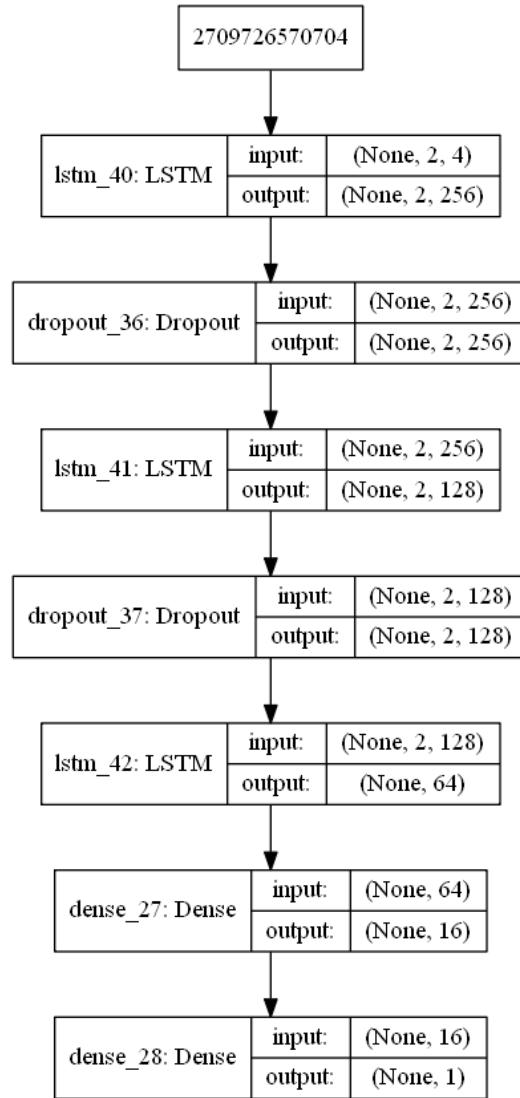 2709726570704
lstm_40: LSTM
input:
(None, 2, 4)
output:
(None, 2, 256)
dropout_36: Dropout
input:
(None, 2, 256)
output:
(None, 2, 256)
lstm_41: LSTM
input:
(None, 2, 256)
output:
(None, 2, 128)
dropout_37: Dropout
input:
(None, 2, 128)
output:
(None, 2, 128)
lstm_42: LSTM
input:
(None, 2, 128)
output:
(None, 64)
dense_27: Dense
input:
(None, 64)
output:
(None, 16)
dense_28: Dense
input:
(None, 16)
output:
(None, 1)